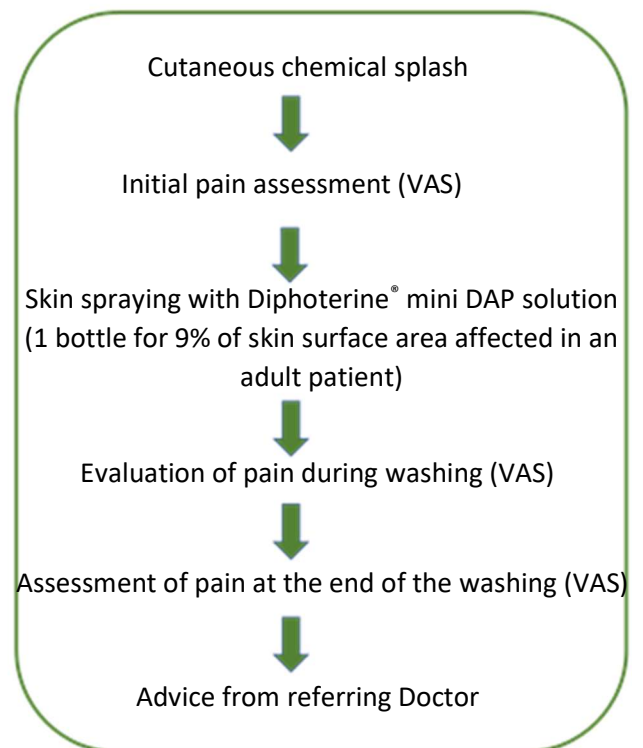 Cutaneous chemical splash
Initial pain assessment (VAS)
Skin spraying with Diphoterine® mini DAP solution
(1 bottle for 9% of skin surface area affected in an
adult patient)
Evaluation of pain during washing (VAS)
Assessment of pain at the end of the washing (VAS)
Advice from referring Doctor